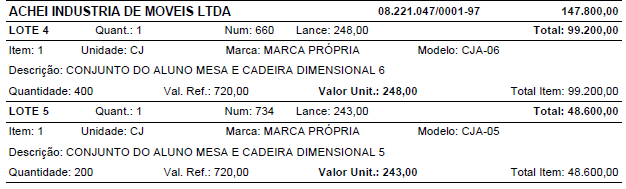 ACHEI INDUSTRIA DE MOVEIS LTDA 08.221.047/0001-97 147.800,00
LOTE 4 Quant.: 1 Num: 660 Lance: 248,00 Total: 99.200,00
Item: 1 Unidade: CJ Marca: MARCA PRÓPRIA Modelo: CJA-06
Descrição: CONJUNTO DO ALUNO MESA E CADEIRA DIMENSIONAL 6
Quantidade: 400 Val. Ref.: 720,00 Valor Unit.: 248,00 Total Item: 99.200,00
LOTE 5 Quant.: 1 Num: 734 Lance: 243,00 Total: 48.600,00
Item: 1 Unidade: CJ Marca: MARCA PRÓPRIA Modelo: CJA-05
Descrição: CONJUNTO DO ALUNO MESA E CADEIRA DIMENSIONAL 5
Quantidade: 200 Val. Ref.: 720,00 Valor Unit.: 243,00 Total Item: 48.600,00